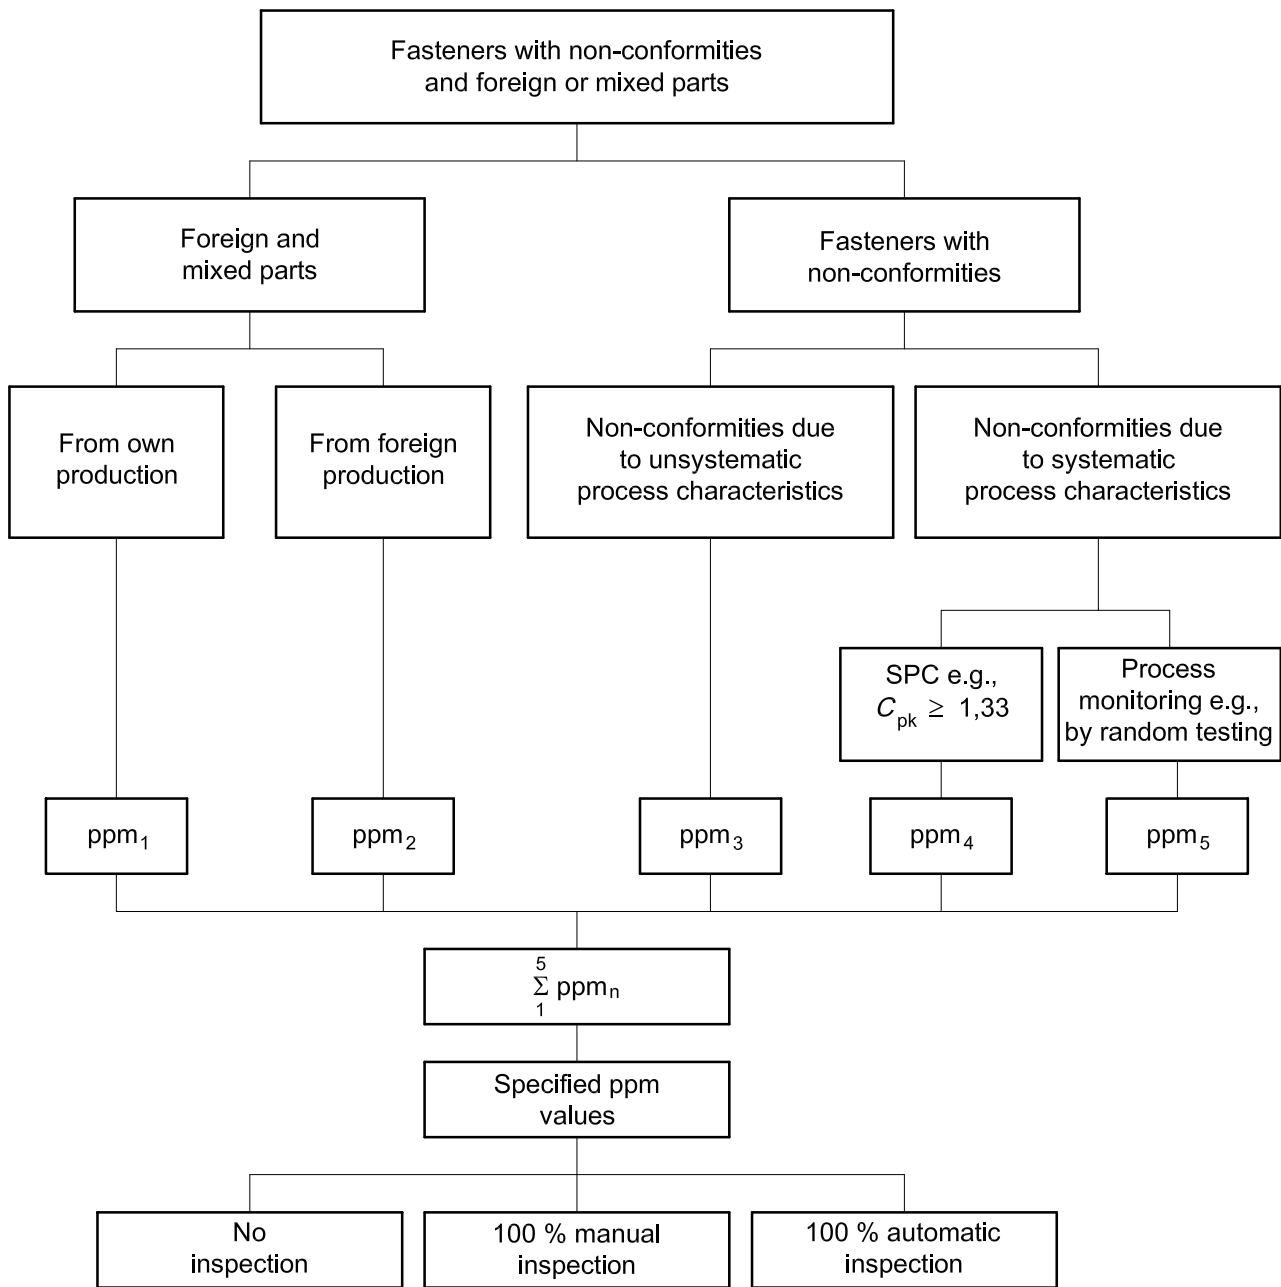 Fasteners with non-conformities
and foreign or mixed parts
Foreign and
mixed parts
Fasteners with
non-conformities
From own
production
From foreign
production
Non-conformities due
to unsystematic
process characteristics
Non-conformities due
to systematic
process characteristics
SPC e.g.,
Cpk ≥ 1,33
Process
monitoring e.g.,
by random testing
ppm1
ppm2
ppm3
ppm4
ppm5
5
Σ ppmn
1
Specified ppm
values
No
inspection
100 % manual
inspection
100 % automatic
inspection